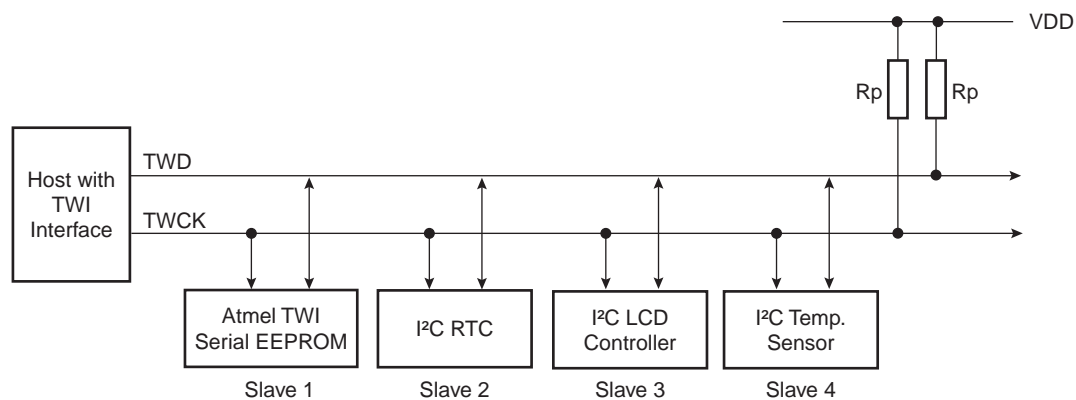 VDD
Rp
Rp
Host with
TWI
Interface
TWD
TWCK
Atmel TWI
Serial EEPROM
Slave 1
I²C RTC
Slave 2
I²C LCD
Controller
Slave 3
I²C Temp.
Sensor
Slave 4